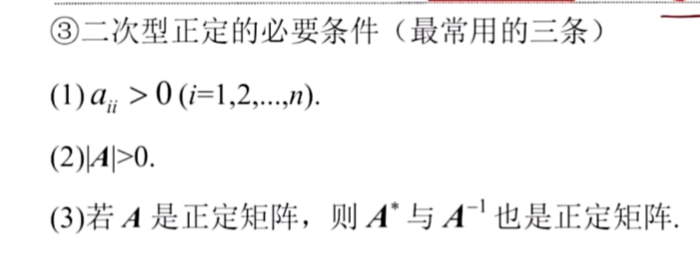 ③二次型正定的必要条件（最常用的三条）
(1) aᵢᵢ > 0 (i=1,2,...,n).
(2)|A|>0.
(3)若 A 是正定矩阵，则 A* 与 A⁻¹ 也是正定矩阵.